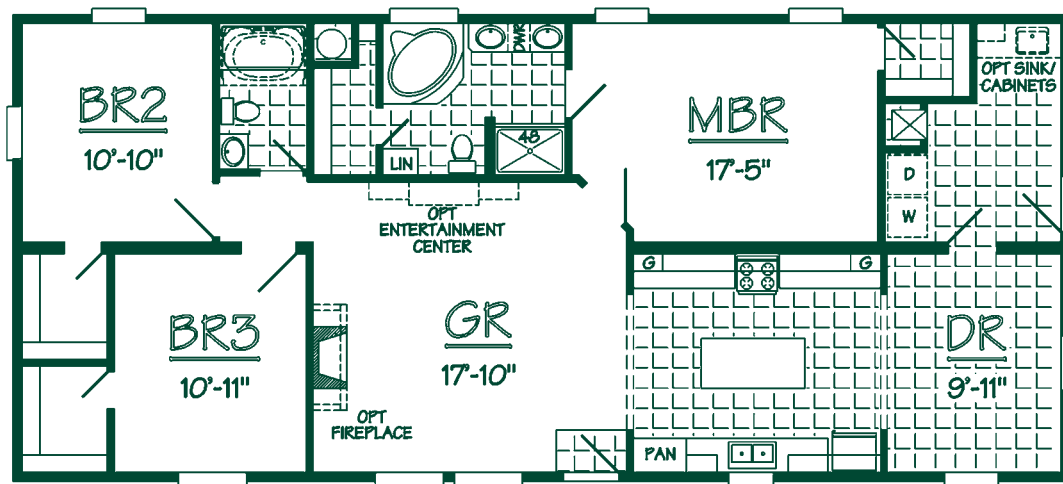 BR2
10'-10"
C
LIN
DWR
48
MBR
17'-5"
OPT SINK/
CABINETS
D
W
OPT
ENTERTAINMENT
CENTER
BR3
10'-11"
OPT
FIREPLACE
GR
17'-10"
G
G
PAN
DR
9'-11"